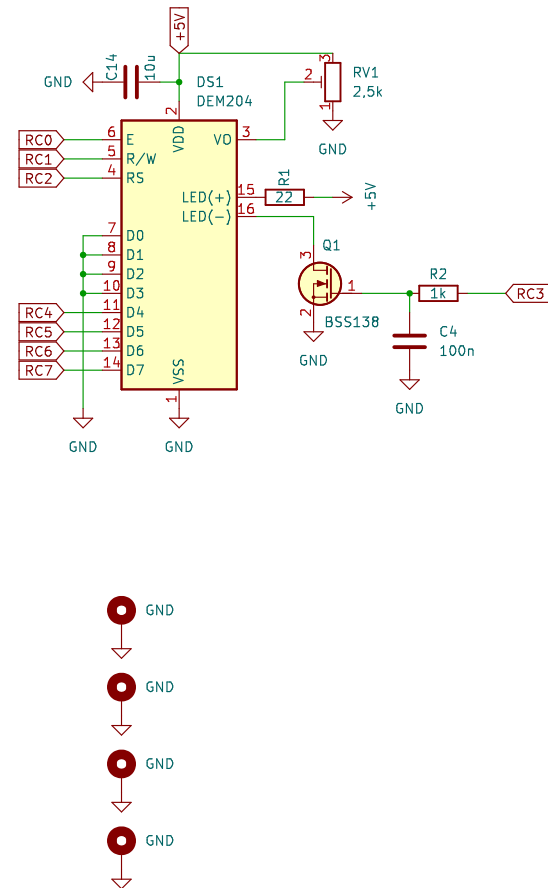 +5V
C14
10u
GND
DS1
DEM204
3
2
1
RV1
2,5k
GND
2
VDD
RC0
6
E
3
VO
RC1
5
R/W
RC2
4
RS
LED(+)
15
R1
22
+5V
LED(-)
16
7
D0
8
D1
9
D2
10
D3
Q1
3
1
2
BSS138
GND
R2
1k
RC3
C4
100n
GND
RC4
11
D4
RC5
12
D5
RC6
13
D6
RC7
14
D7
VSS
1
GND
GND
GND
GND
GND
GND